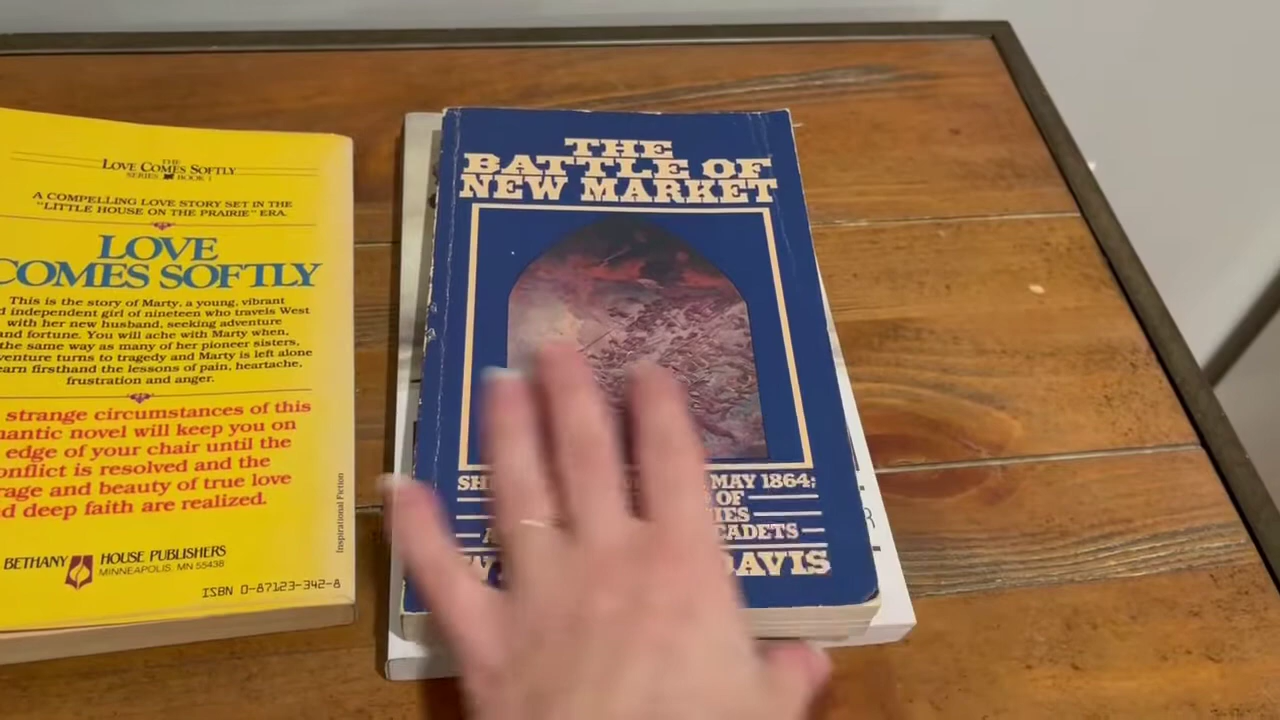 THE
LOVE COMES SOFTLY
SERIES BOOK 1
A COMPELLING LOVE STORY SET IN THE
"LITTLE HOUSE ON THE PRAIRIE" ERA.
LOVE
COMES SOFTLY
This is the story of Marty, a young, vibrant
independent girl of nineteen who travels West
with her new husband, seeking adventure
and fortune. You will ache with Marty when,
the same way as many of her pioneer sisters,
turns to tragedy and Marty is left alone
firsthand the lessons of pain, heartache,
frustration and anger.
strange circumstances of this
novel will keep you on
edge of your chair until the
is resolved and the
and beauty of true love
deep faith are realized.
Inspirational Fiction
BETHANY HOUSE PUBLISHERS
MINNEAPOLIS, MN 55438
ISBN 0-87123-342-8
THE
BATTLE OF
NEW MARKET
MAY 1864;
OF
CADETS
DAVIS
R